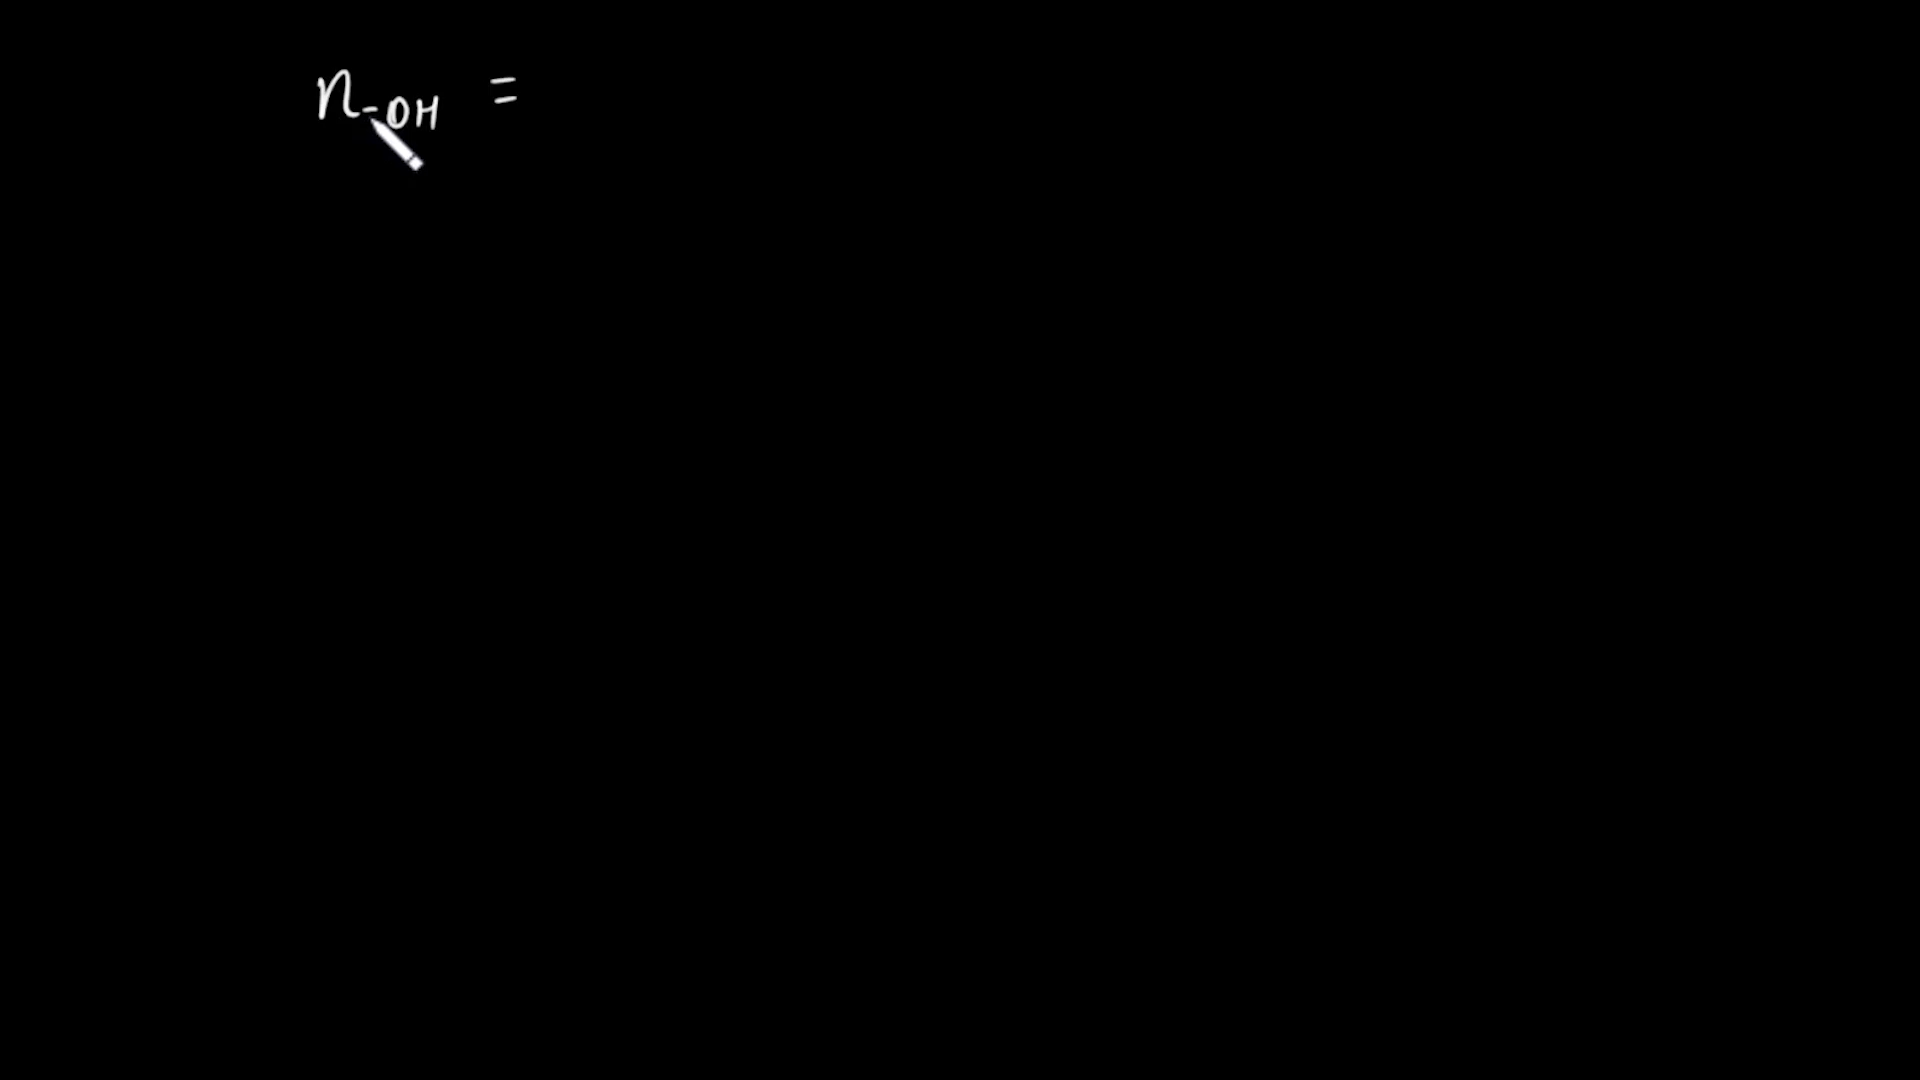 n-OH =